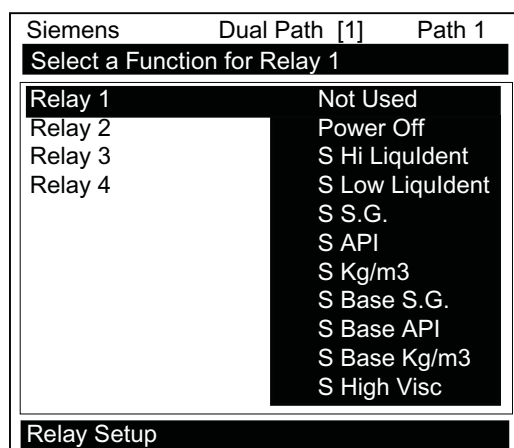 Siemens Dual Path [1] Path 1
Select a Function for Relay 1
Relay 1 Not Used
Relay 2 Power Off
Relay 3 S Hi LiquIdent
Relay 4 S Low LiquIdent
S S.G.
S API
S Kg/m3
S Base S.G.
S Base API
S Base Kg/m3
S High Visc
Relay Setup